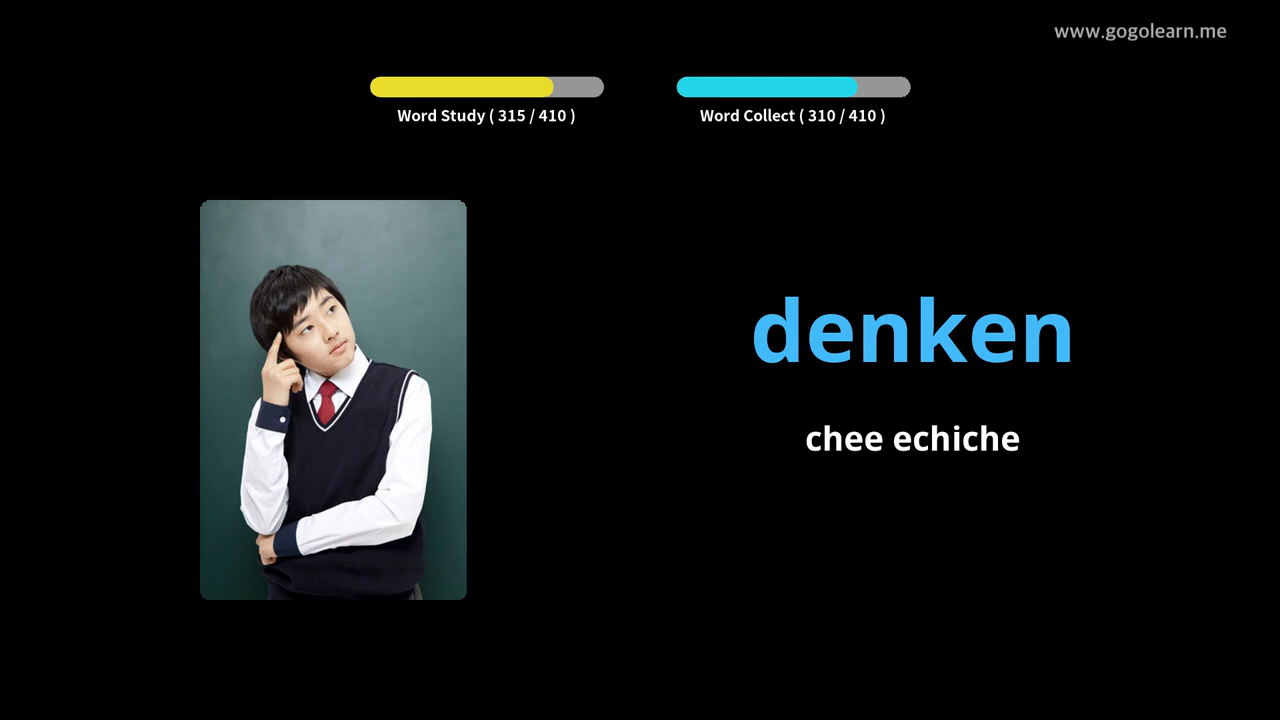 www.gogolearn.me
Word Study ( 315 / 410 )
Word Collect ( 310 / 410 )
denken
chee echiche